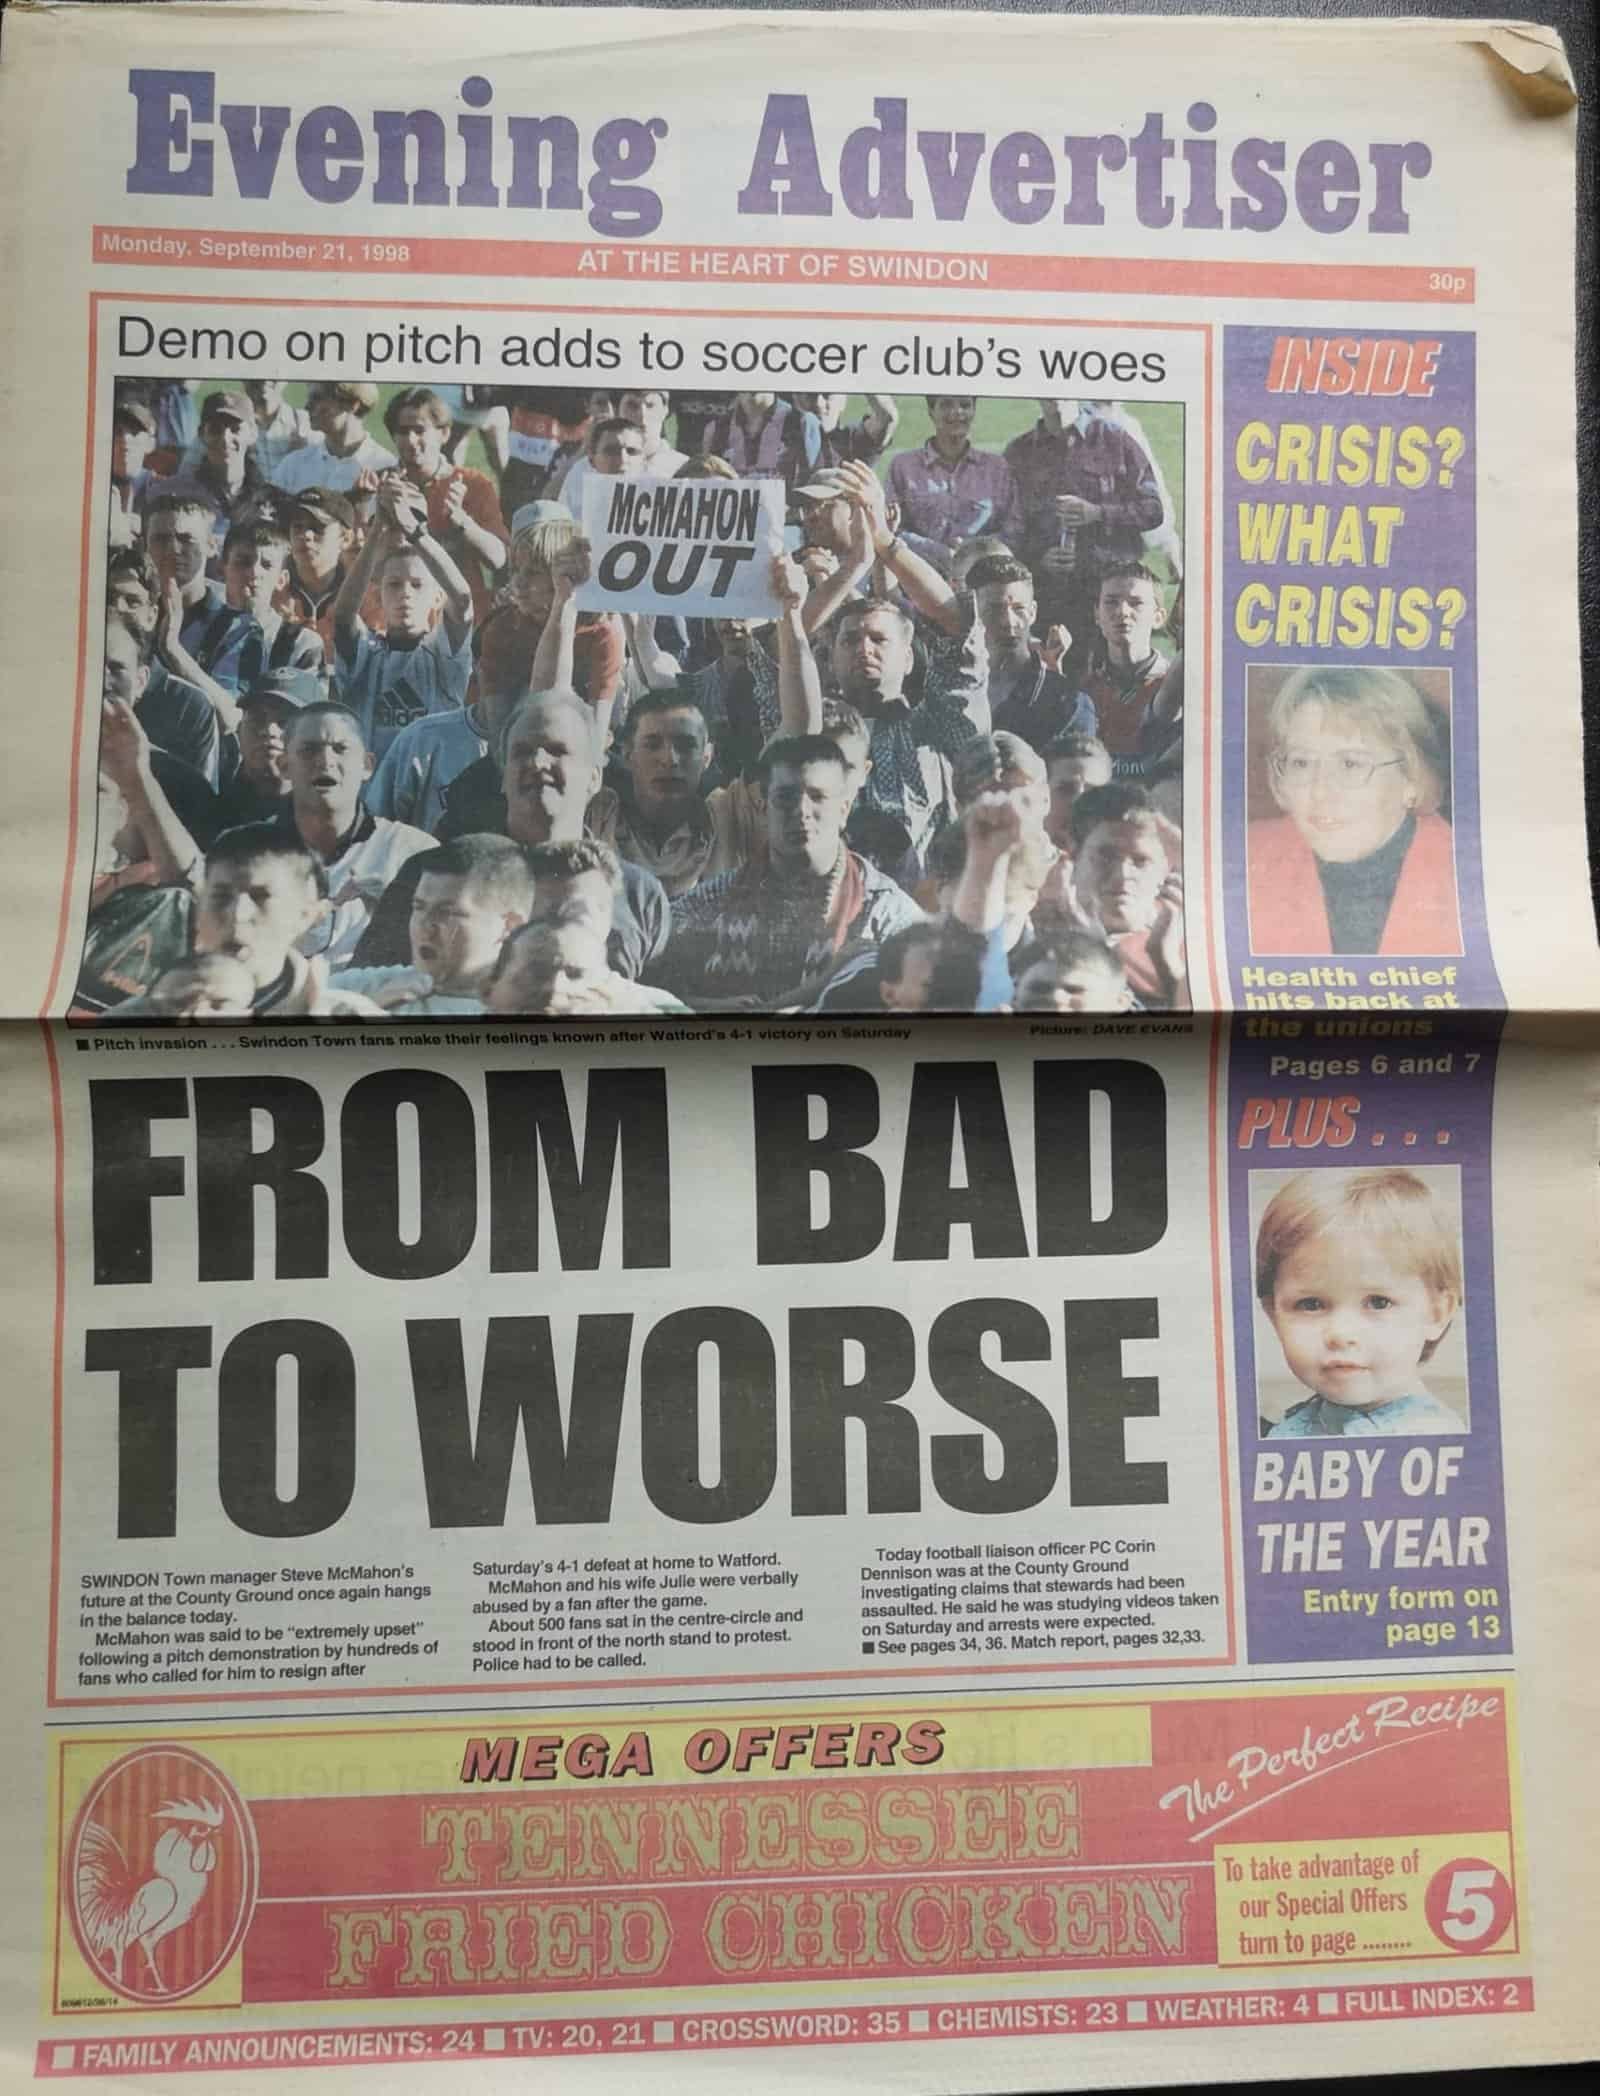 Evening Advertiser
Monday, September 21, 1998
AT THE HEART OF SWINDON
30p
Demo on pitch adds to soccer club's woes
McMAHON
OUT
adidas
■ Pitch invasion . . . Swindon Town fans make their feelings known after Watford's 4-1 victory on Saturday
Picture: DAVE EVANS
FROM BAD
TO WORSE
SWINDON Town manager Steve McMahon's
future at the County Ground once again hangs
in the balance today.
McMahon was said to be "extremely upset"
following a pitch demonstration by hundreds of
fans who called for him to resign after
Saturday's 4-1 defeat at home to Watford.
McMahon and his wife Julie were verbally
abused by a fan after the game.
About 500 fans sat in the centre-circle and
stood in front of the north stand to protest.
Police had to be called.
Today football liaison officer PC Corin
Dennison was at the County Ground
investigating claims that stewards had been
assaulted. He said he was studying videos taken
on Saturday and arrests were expected.
■ See pages 34, 36. Match report, pages 32,33.
INSIDE
CRISIS?
WHAT
CRISIS?
Health chief
hits back at
the unions
Pages 6 and 7
PLUS . . .
BABY OF
THE YEAR
Entry form on
page 13
MEGA OFFERS
TENNESSEE
FRIED CHICKEN
The Perfect Recipe
To take advantage of
our Special Offers
turn to page ........
5
■ FAMILY ANNOUNCEMENTS: 24 ■ TV: 20, 21 ■ CROSSWORD: 35 ■ CHEMISTS: 23 ■ WEATHER: 4 ■ FULL INDEX: 2